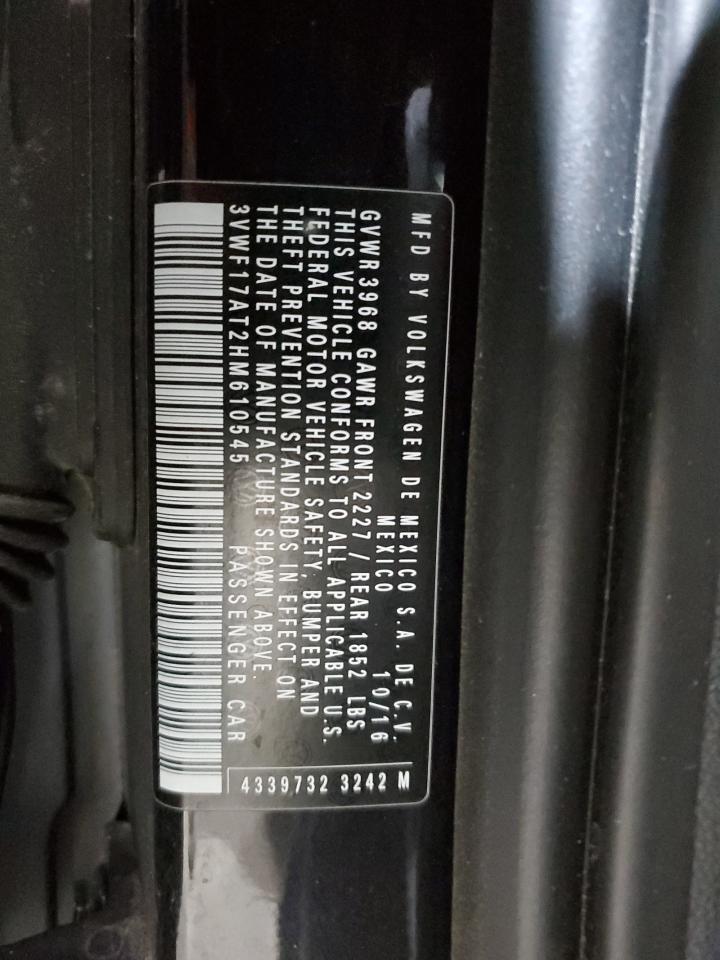 MFD BY VOLKSWAGEN DE MEXICO S.A. DE C.V.
MEXICO 10/16
GVWR 3968 GAWR FRONT 2227 / REAR 1852 LBS
THIS VEHICLE CONFORMS TO ALL APPLICABLE U.S.
FEDERAL MOTOR VEHICLE SAFETY, BUMPER AND
THEFT PREVENTION STANDARDS IN EFFECT ON
THE DATE OF MANUFACTURE SHOWN ABOVE.
3VWF17AT2HM610545 PASSENGER CAR
4339732 3242 M